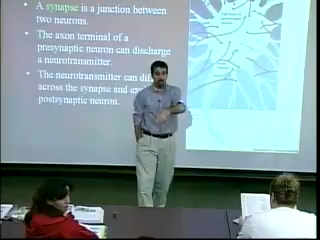 • A synapse is a junction between
two neurons.
• The axon terminal of a
presynaptic neuron can discharge
a neurotransmitter.
• The neurotransmitter can
across the synapse and
postsynaptic neuron.